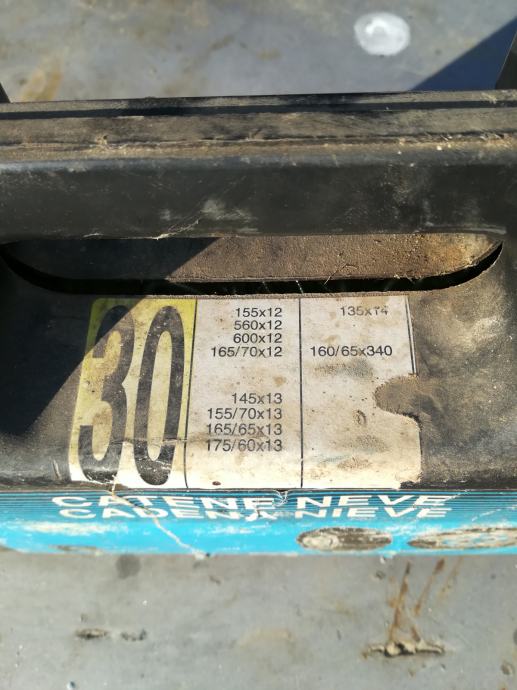 30
155x12
560x12
600x12
165/70x12
145x13
155/70x13
165/65x13
175/60x13
135x14
160/65x340
CATENE NEVE
CADENA NIEVE